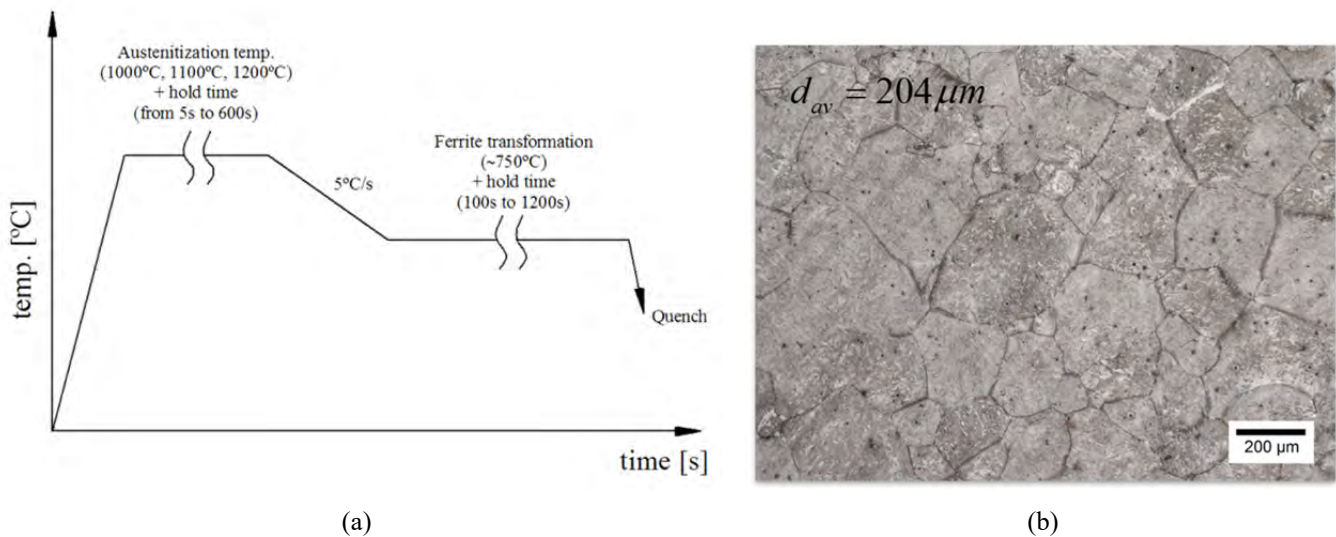 temp. [ºC]
Austenitization temp.
(1000ºC, 1100ºC, 1200ºC)
+ hold time
(from 5s to 600s)
5ºC/s
Ferrite transformation
(~750ºC)
+ hold time
(100s to 1200s)
Quench
time [s]
(a)
d_av = 204 μm
200 μm
(b)